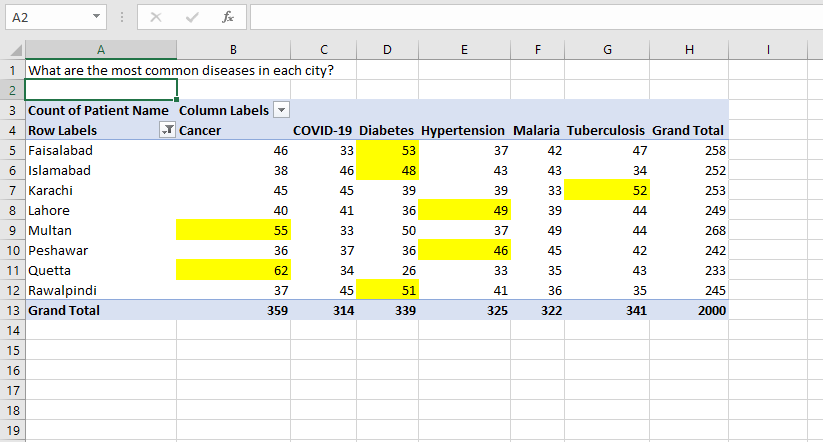 A2 fx
A B C D E F G H I
1 What are the most common diseases in each city?
2
3 Count of Patient Name Column Labels
4 Row Labels Cancer COVID-19 Diabetes Hypertension Malaria Tuberculosis Grand Total
5 Faisalabad 46 33 53 37 42 47 258
6 Islamabad 38 46 48 43 43 34 252
7 Karachi 45 45 39 39 33 52 253
8 Lahore 40 41 36 49 39 44 249
9 Multan 55 33 50 37 49 44 268
10 Peshawar 36 37 36 46 45 42 242
11 Quetta 62 34 26 33 35 43 233
12 Rawalpindi 37 45 51 41 36 35 245
13 Grand Total 359 314 339 325 322 341 2000
14
15
16
17
18
19